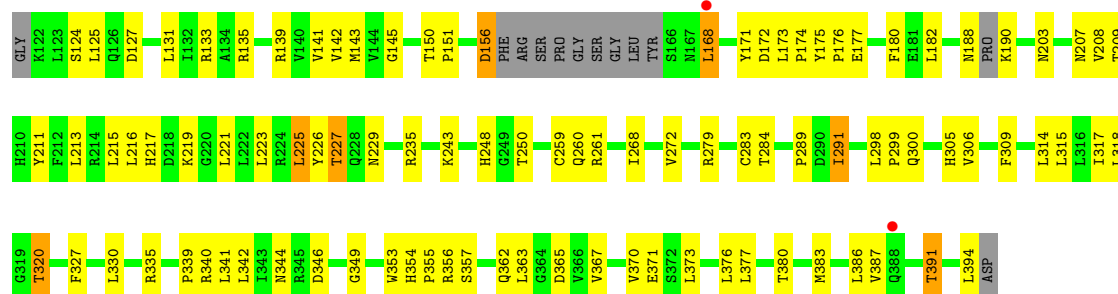 GLY K122 L123 S124 L125 Q126 D127 L131 I132 R133 A134 R135 R139 V140 V141 V142 M143 V144 G145 T150 P151 D156 PHE ARG SER PRO GLY SER GLY LEU TYR S166 N167 L168 Y171 D172 L173 P174 Y175 P176 E177 F180 E181 L182 N188 PRO K190 N203 N207 V208 T209
H210 Y211 F212 L213 R214 L215 L216 H217 D218 K219 G220 L221 L222 L223 R224 L225 Y226 T227 Q228 N229 R235 K243 H248 G249 T250 C259 Q260 R261 I268 V272 R279 C283 T284 P289 D290 I291 L298 P299 Q300 H305 V306 F309 L314 L315 L316 I317 L318
G319 T320 F327 L330 R335 P339 R340 L341 L342 I343 N344 R345 D346 G349 W353 H354 P355 R356 S357 Q362 L363 G364 D365 V366 V367 V370 E371 S372 L373 L376 L377 T380 M383 L386 V387 Q388 T391 L394 ASP